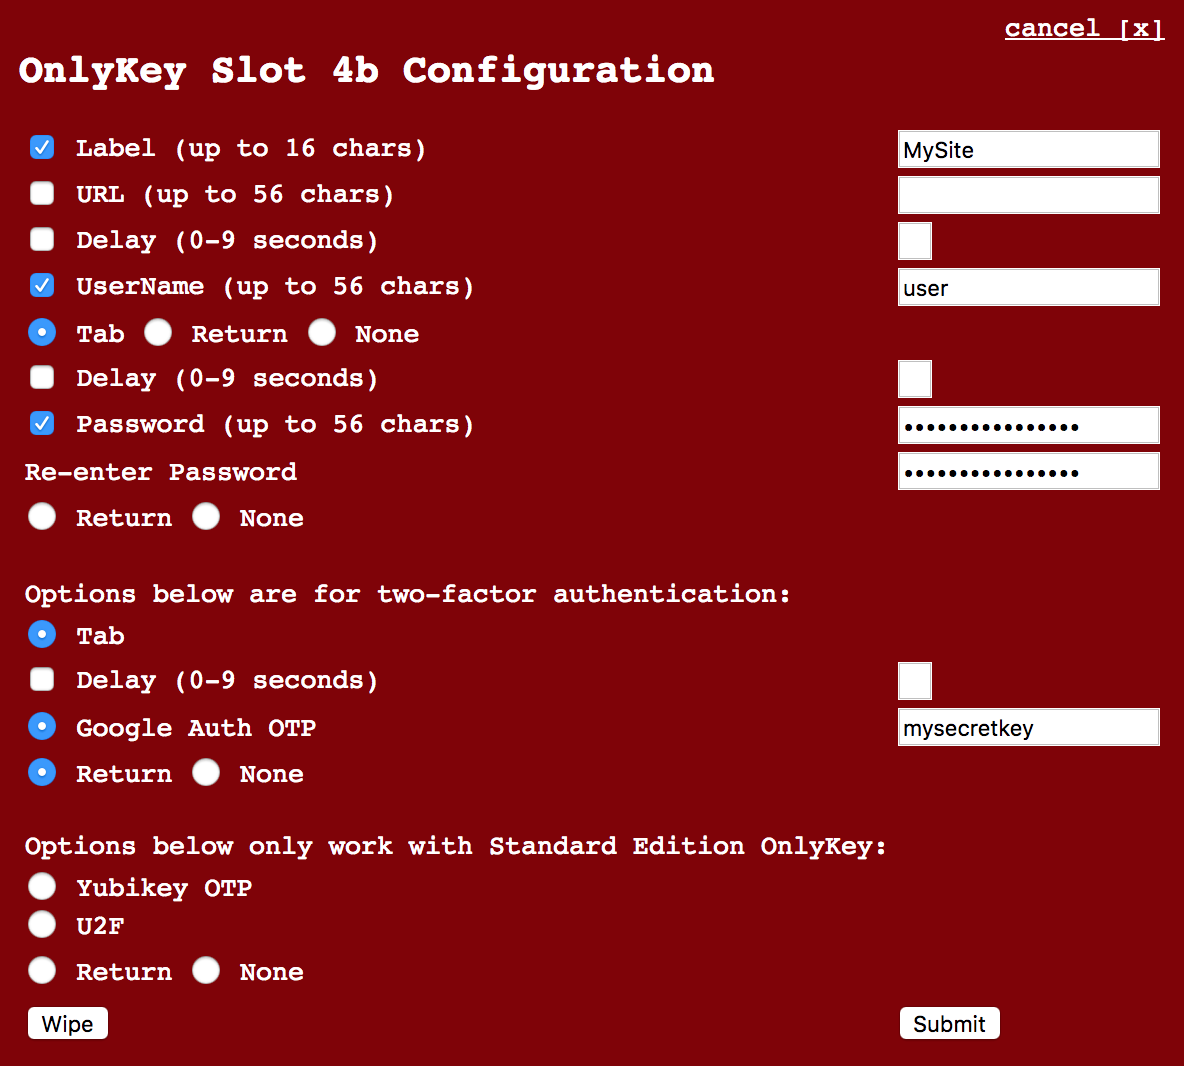 cancel [x]
OnlyKey Slot 4b Configuration
Label (up to 16 chars) MySite
URL (up to 56 chars)
Delay (0-9 seconds)
UserName (up to 56 chars) user
Tab Return None
Delay (0-9 seconds)
Password (up to 56 chars) ••••••••••••••••
Re-enter Password ••••••••••••••••
Return None
Options below are for two-factor authentication:
Tab
Delay (0-9 seconds)
Google Auth OTP mysecretkey
Return None
Options below only work with Standard Edition OnlyKey:
Yubikey OTP
U2F
Return None
Wipe Submit